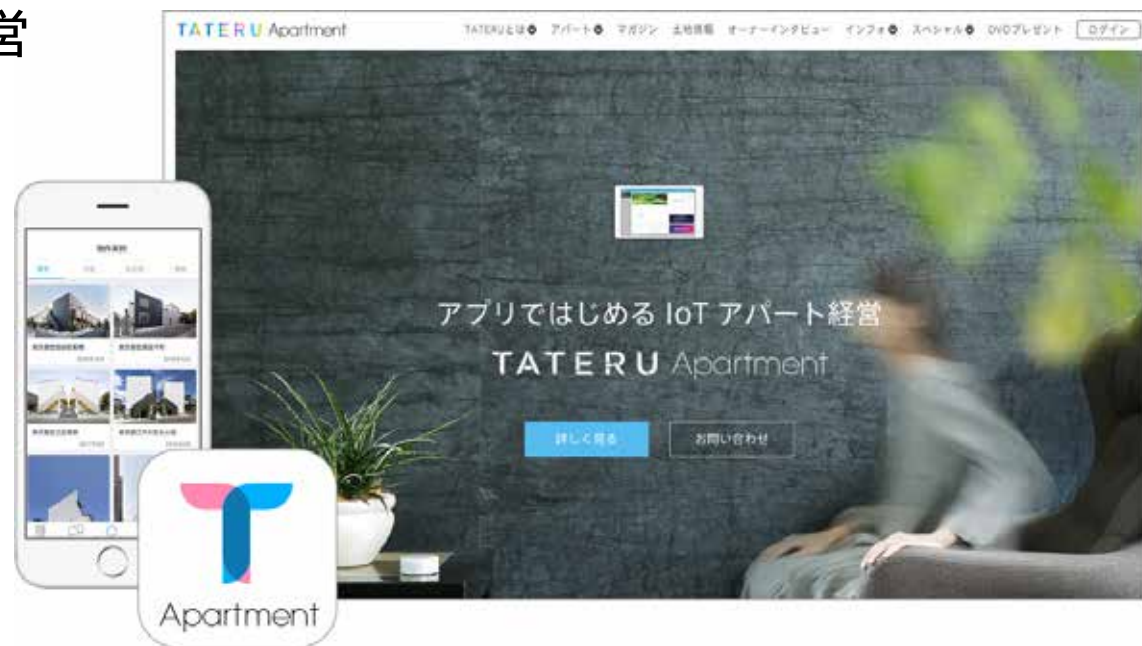 営
TATERU Apartment
TATERUとは アパート マガジン 土地情報 オーナーインタビュー インフォ スペシャル DVDプレゼント ログイン
アプリではじめる IoT アパート経営
TATERU Apartment
詳しく見る お問い合わせ
Apartment